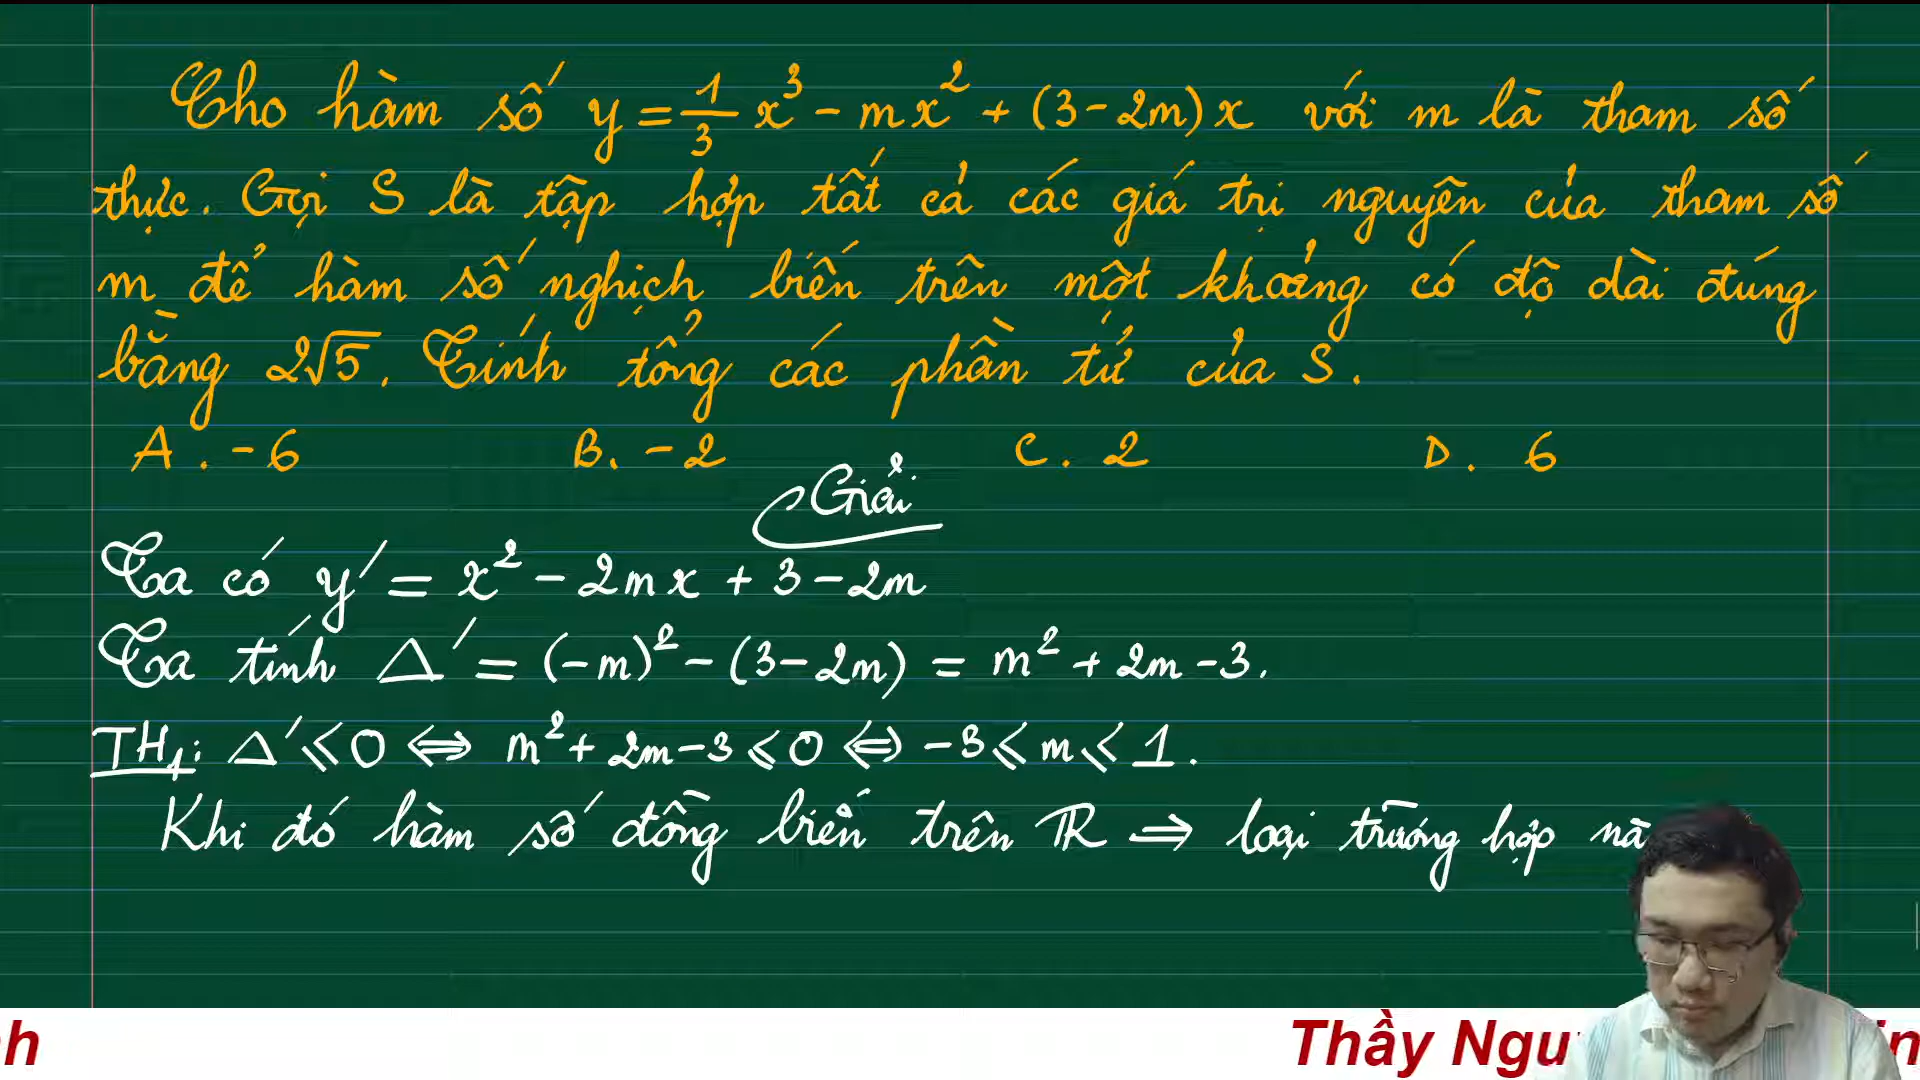 Cho hàm số y = 1/3 x³ - mx² + (3-2m)x với m là tham số
thực. Gọi S là tập hợp tất cả các giá trị nguyên của tham số
m để hàm số nghịch biến trên một khoảng có độ dài đúng
bằng 2√5. Tính tổng các phần tử của S.
A. -6 B. -2 C. 2 D. 6
Giải
Ta có y' = x² - 2mx + 3 - 2m
Ta tính Δ' = (-m)² - (3-2m) = m² + 2m - 3.
TH₁: Δ' ⩽ 0 ⇔ m² + 2m - 3 ⩽ 0 ⇔ -3 ⩽ m ⩽ 1.
Khi đó hàm số đồng biến trên ℝ ⇒ loại trường hợp
Thầy